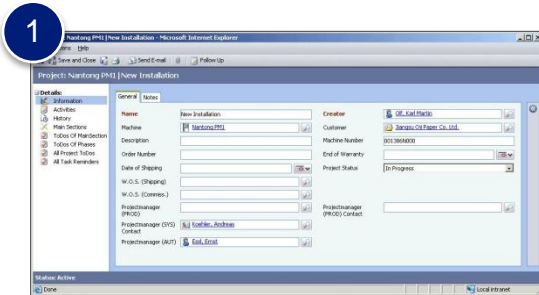 1
Nantong PM1|New Installation - Microsoft Internet Explorer
Help
Save and Close Send E-mail Follow Up
Project: Nantong PM1|New Installation
Details:
Information
Activities
History
Main Sections
ToDos Of MainSection
ToDos Of Phases
All Project ToDos
All Task Reminders
General Notes
Name New Installation Creator Olf, Karl Martin
Machine Nantong PM1 Customer Jiangsu Oji Paper Co. Ltd.
Description Machine Number 001386N000
Order Number End of Warranty
Date of Shipping Project Status In Progress
W.O.S. (Shipping)
W.O.S. (Commiss.)
Projectmanager (PROD) Projectmanager (PROD) Contact
Projectmanager (SYS) Contact Koehler, Andreas
Projectmanager (AUT) Ernst
Status: Active
Done Local intranet